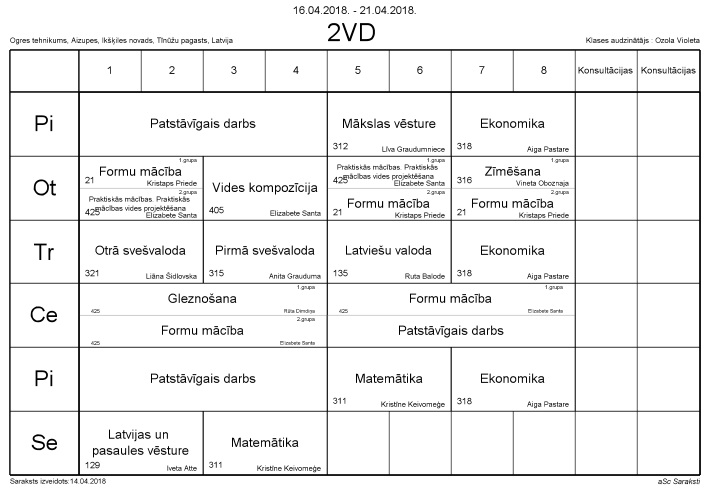 16.04.2018. - 21.04.2018.
Ogres tehnikums, Aizupes, Ikšķiles novads, Tīnūžu pagasts, Latvija
2VD
Klases audzinātājs : Ozola Violeta
1 2 3 4 5 6 7 8 Konsultācijas Konsultācijas
Pi
Patstāvīgais darbs
Mākslas vēsture
312 Līva Graudumniece
Ekonomika
318 Aiga Pastare
Ot
1.grupa
Formu mācība
21 Kristaps Priede
2.grupa
Praktiskās mācības. Praktiskās
mācības vides projektēšana
425 Elizabete Santa
Vides kompozīcija
405 Elizabete Santa
1.grupa
Praktiskās mācības. Praktiskās
mācības vides projektēšana
425 Elizabete Santa
2.grupa
Formu mācība
21 Kristaps Priede
1.grupa
Zīmēšana
316 Vineta Oboznaja
2.grupa
Formu mācība
21 Kristaps Priede
Tr
Otrā svešvaloda
321 Liāna Šidlovska
Pirmā svešvaloda
315 Anita Grauduma
Latviešu valoda
135 Ruta Balode
Ekonomika
318 Aiga Pastare
Ce
1.grupa
Gleznošana
425 Rūta Dimdiņa
2.grupa
Formu mācība
425 Elizabete Santa
1.grupa
Formu mācība
425 Elizabete Santa
Patstāvīgais darbs
Pi
Patstāvīgais darbs
Matemātika
311 Kristīne Keivomeģe
Ekonomika
318 Aiga Pastare
Se
Latvijas un
pasaules vēsture
129 Iveta Atte
Matemātika
311 Kristīne Keivomeģe
Saraksts izveidots:14.04.2018
aSc Saraksti